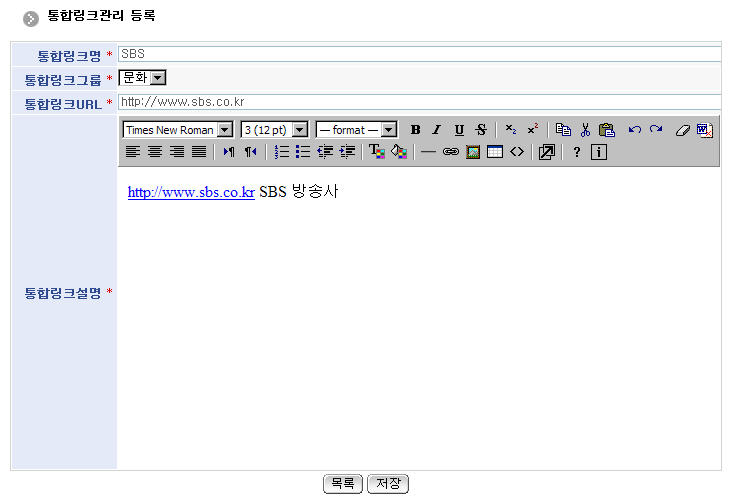 통합링크관리 등록
통합링크명 * SBS
통합링크그룹 * 문화
통합링크URL * http://www.sbs.co.kr
Times New Roman 3 (12 pt) — format — B I U S x₂ x²
? i
http://www.sbs.co.kr SBS 방송사
통합링크설명 *
목록 저장